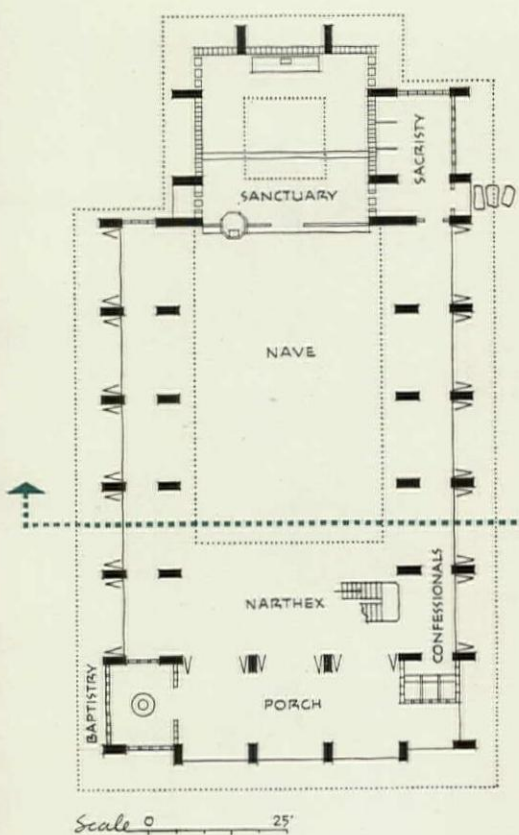 SACRISTY
SANCTUARY
NAVE
CONFESSIONALS
NARTHEX
BAPTISTRY
PORCH
Scale 0 25'